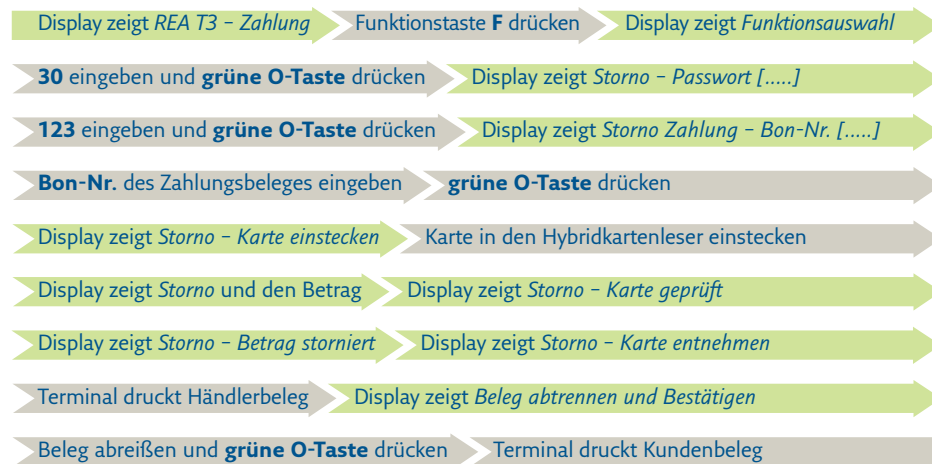 Display zeigt REA T3 – Zahlung Funktionstaste F drücken Display zeigt Funktionsauswahl
30 eingeben und grüne O-Taste drücken Display zeigt Storno – Passwort [.....]
123 eingeben und grüne O-Taste drücken Display zeigt Storno Zahlung – Bon-Nr. [.....]
Bon-Nr. des Zahlungsbeleges eingeben grüne O-Taste drücken
Display zeigt Storno – Karte einstecken Karte in den Hybridkartenleser einstecken
Display zeigt Storno und den Betrag Display zeigt Storno – Karte geprüft
Display zeigt Storno – Betrag storniert Display zeigt Storno – Karte entnehmen
Terminal druckt Händlerbeleg Display zeigt Beleg abtrennen und Bestätigen
Beleg abreißen und grüne O-Taste drücken Terminal druckt Kundenbeleg